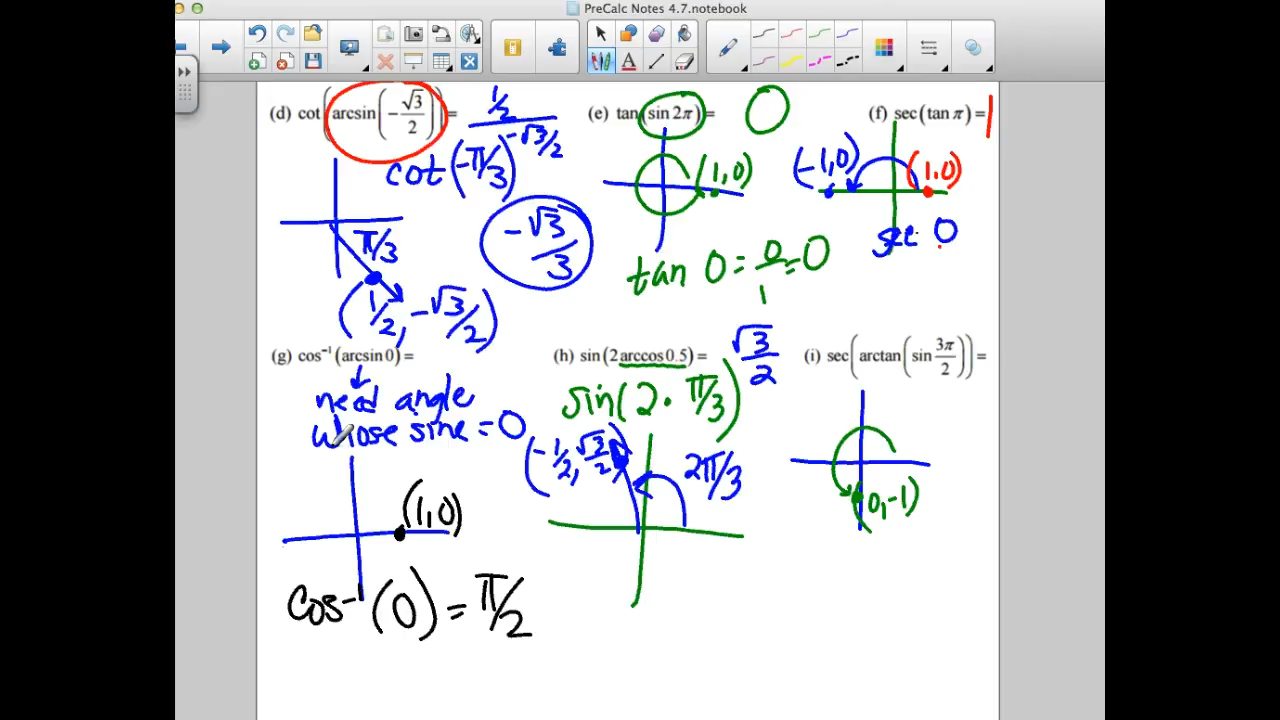 PreCalc Notes 4.7.notebook
(d) cot(arcsin(-√3/2))= 1/2 / -√3/2
cot(-π/3)
π/3
-√3/3
(1/2, -√3/2)
(e) tan(sin 2π)= 0
(1,0)
tan 0 = 0/1 = 0
(f) sec(tan π)= 1
(-1,0) (1,0)
sec 0
(g) cos⁻¹(arcsin 0)=
need angle
whose sine = 0
(1,0)
cos⁻¹(0) = π/2
(h) sin(2 arccos 0.5)= √3/2
sin(2 · π/3)
(-1/2, √3/2) 2π/3
(i) sec(arctan(sin 3π/2))=
(0,-1)